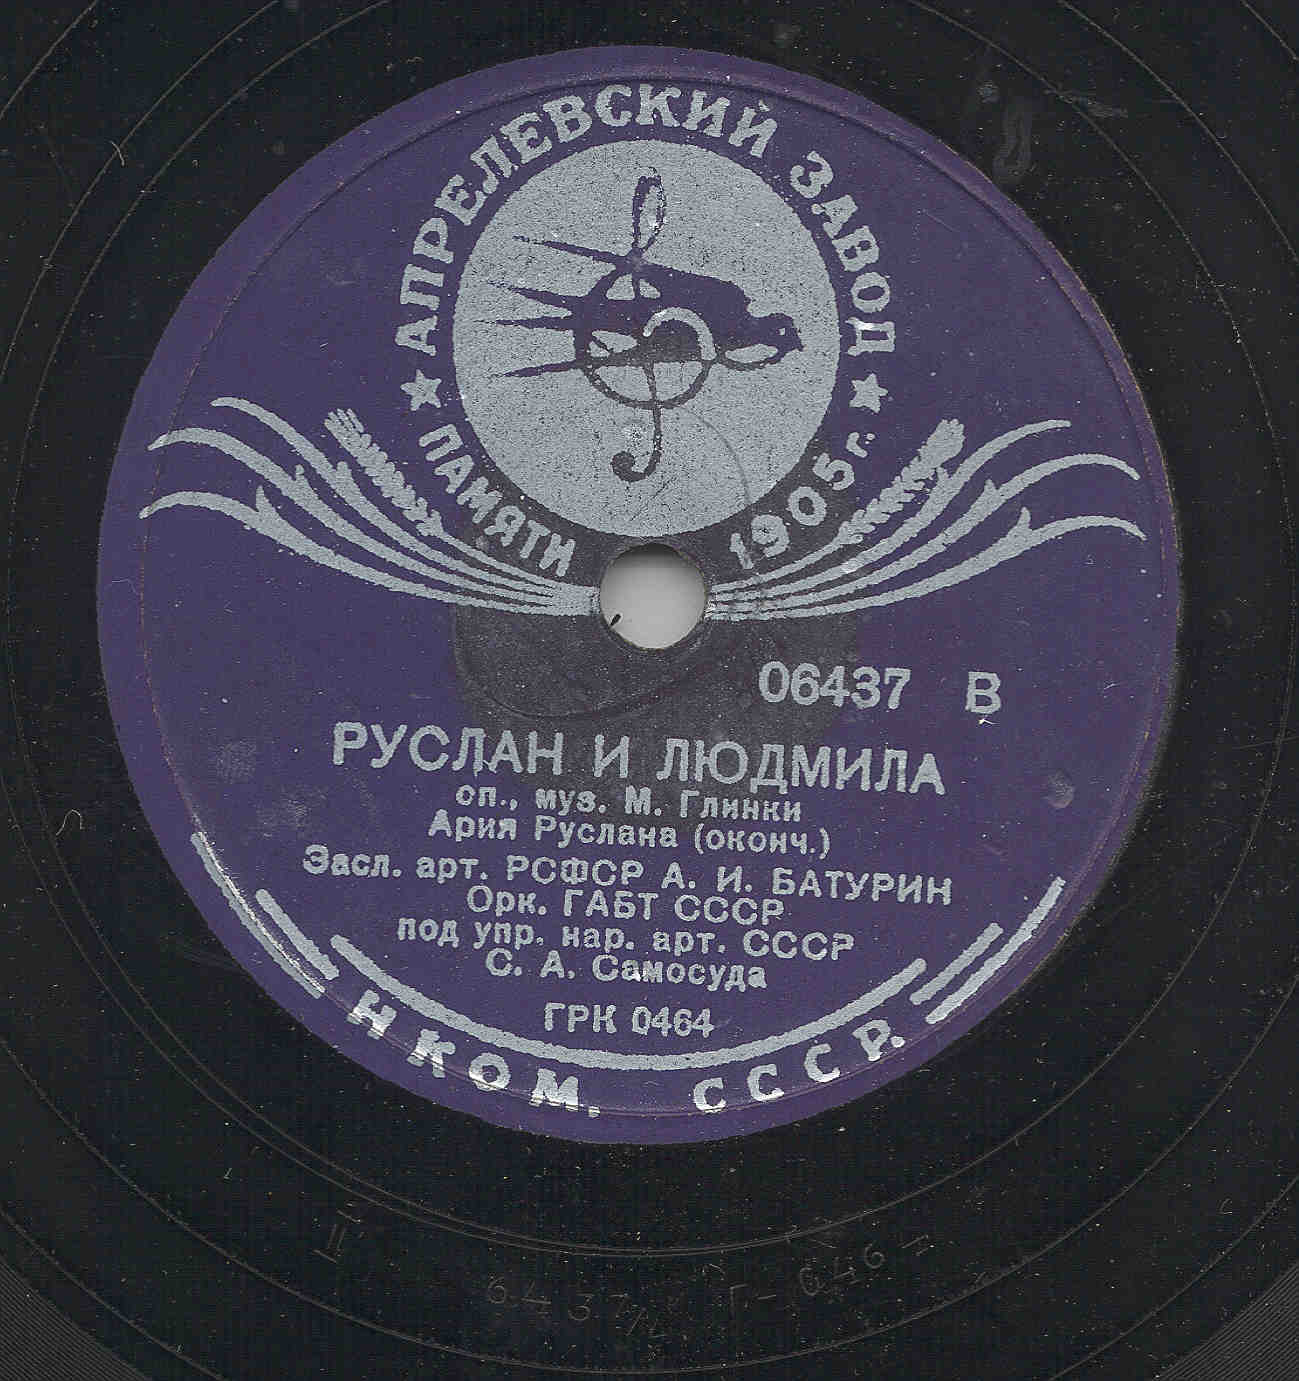 АПРЕЛЕВСКИЙ ЗАВОД
ПАМЯТИ 1905 г.
06437 В
РУСЛАН И ЛЮДМИЛА
оп., муз. М. Глинки
Ария Руслана (оконч.)
Засл. арт. РСФСР А. И. БАТУРИН
Орк. ГАБТ СССР
под упр. нар. арт. СССР
С. А. Самосуда
ГРК 0464
НКОМ. СССР.
II